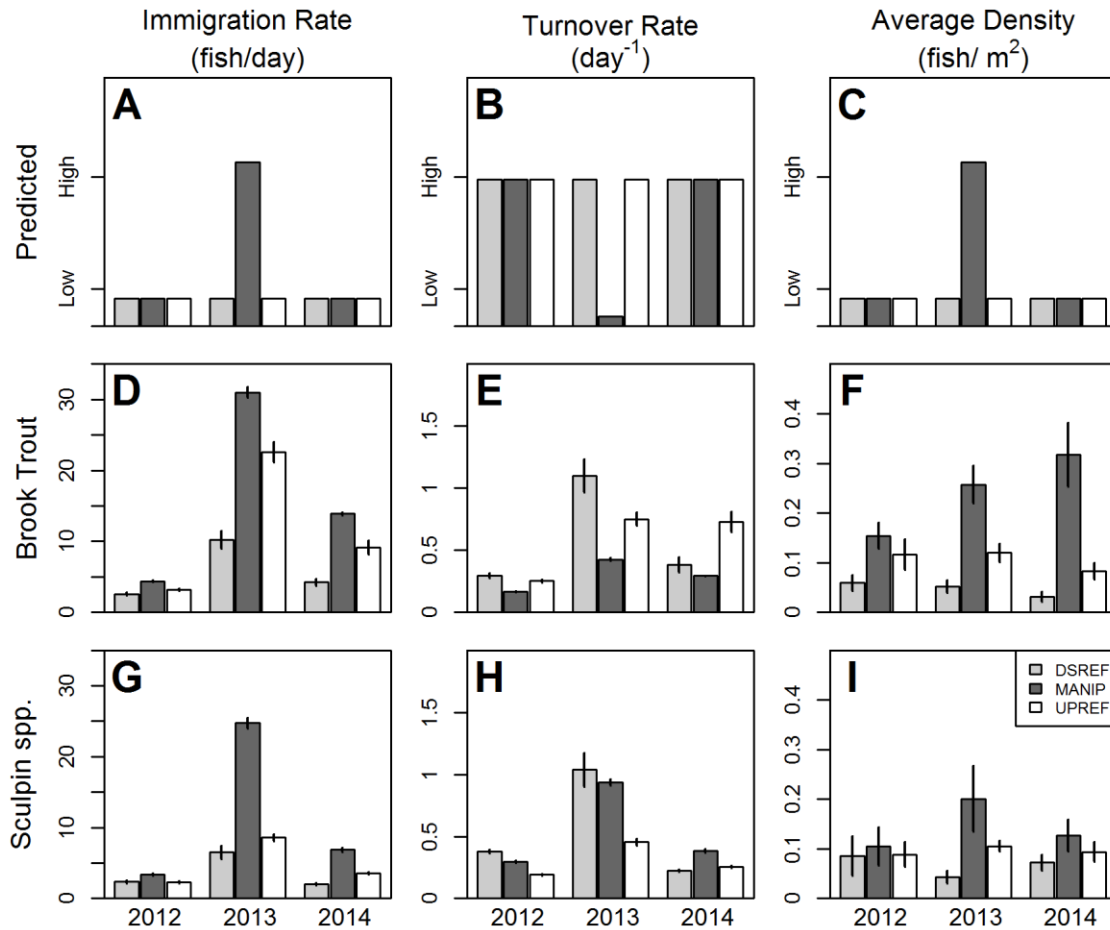 Immigration Rate
(fish/day)
Turnover Rate
(day⁻¹)
Average Density
(fish/ m²)
Predicted
A
High
Low
B
High
Low
C
High
Low
Brook Trout
D
30
20
10
0
E
1.5
1
0.5
0
F
0.4
0.3
0.2
0.1
0
Sculpin spp.
G
30
20
10
0
2012 2013 2014
H
1.5
1
0.5
0
2012 2013 2014
I
DSREF
MANIP
UPREF
0.4
0.3
0.2
0.1
0
2012 2013 2014